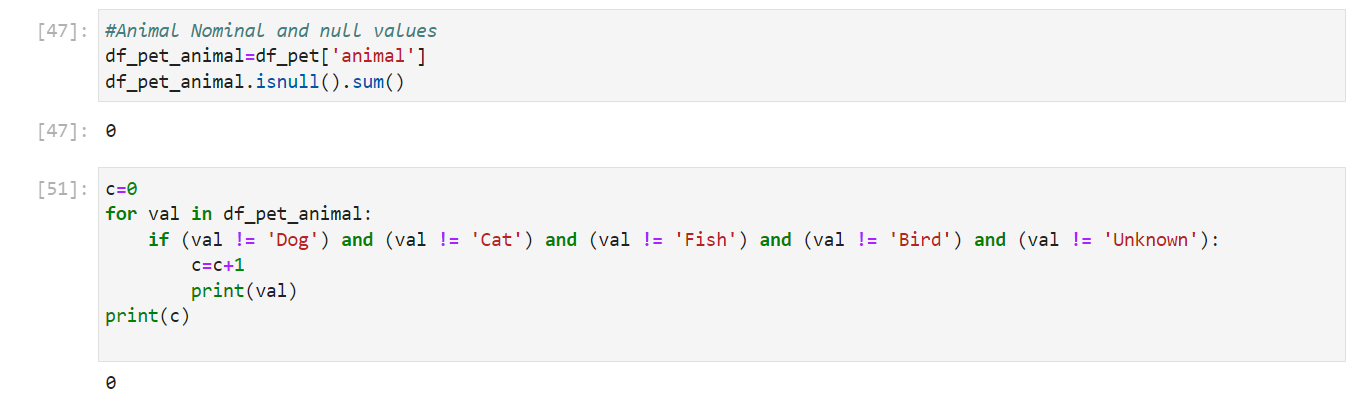 [47]: #Animal Nominal and null values
df_pet_animal=df_pet['animal']
df_pet_animal.isnull().sum()
[47]: 0
[51]: c=0
for val in df_pet_animal:
    if (val != 'Dog') and (val != 'Cat') and (val != 'Fish') and (val != 'Bird') and (val != 'Unknown'):
        c=c+1
        print(val)
print(c)
0